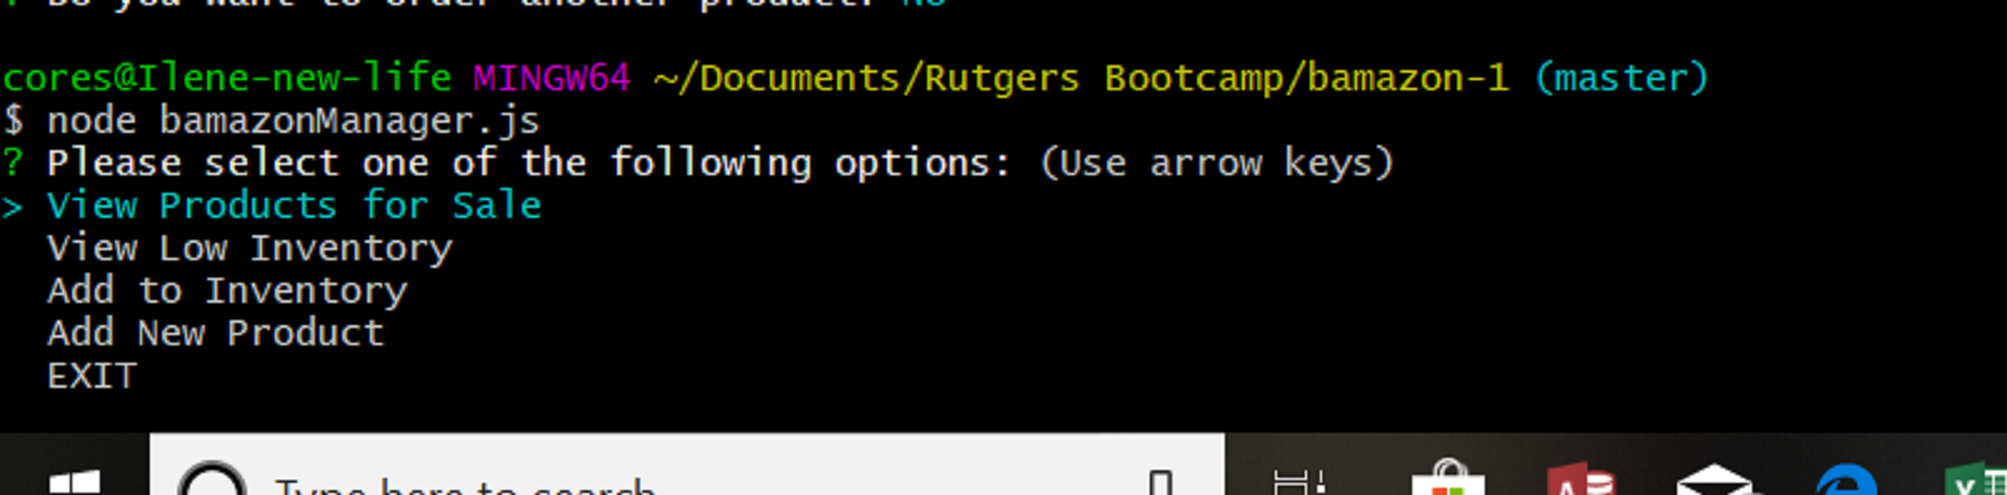 ? Do you want to order another product? No
cores@Ilene-new-life MINGW64 ~/Documents/Rutgers Bootcamp/bamazon-1 (master)
$ node bamazonManager.js
? Please select one of the following options: (Use arrow keys)
> View Products for Sale
View Low Inventory
Add to Inventory
Add New Product
EXIT
Type here to search